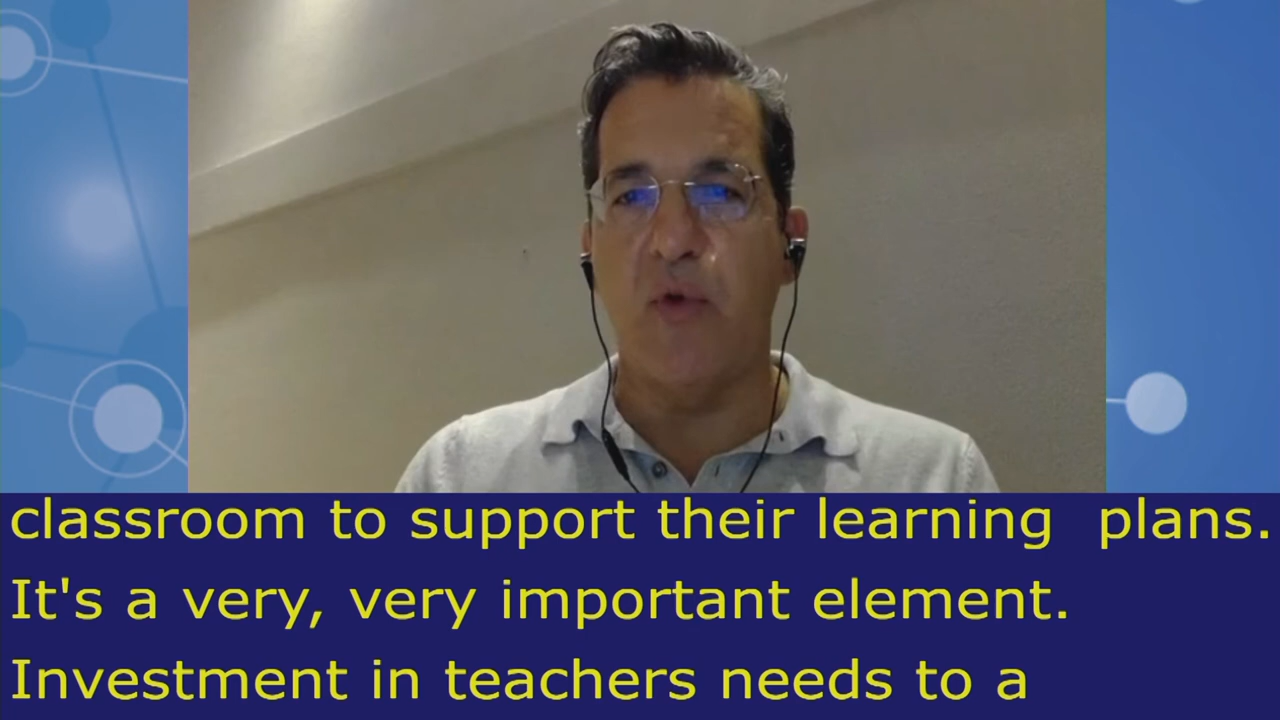 classroom to support their learning  plans.
It's a very, very important element.
Investment in teachers needs to a